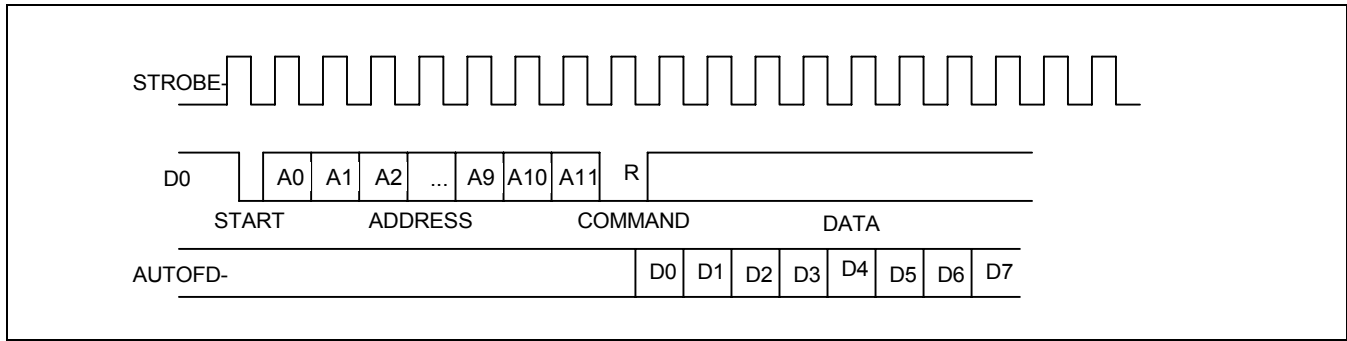 STROBE-
D0 A0 A1 A2 ... A9 A10 A11 R
START ADDRESS COMMAND DATA
AUTOFD- D0 D1 D2 D3 D4 D5 D6 D7